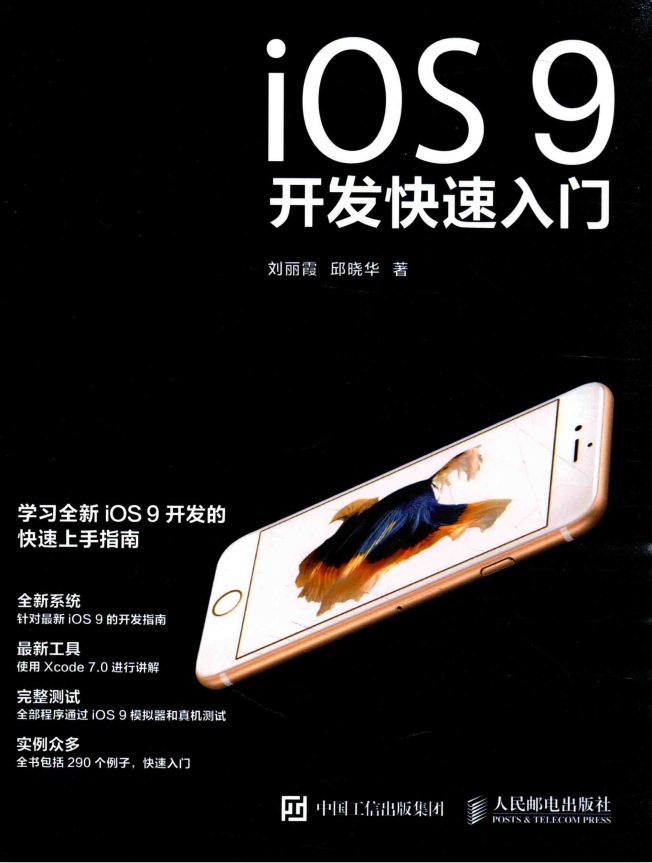 iOS 9
开发快速入门
刘丽霞 邱晓华 著
学习全新 iOS 9 开发的
快速上手指南
全新系统
针对最新 iOS 9 的开发指南
最新工具
使用 Xcode 7.0 进行讲解
完整测试
全部程序通过 iOS 9 模拟器和真机测试
实例众多
全书包括 290 个例子，快速入门
中国工信出版集团
人民邮电出版社
POSTS & TELECOM PRESS